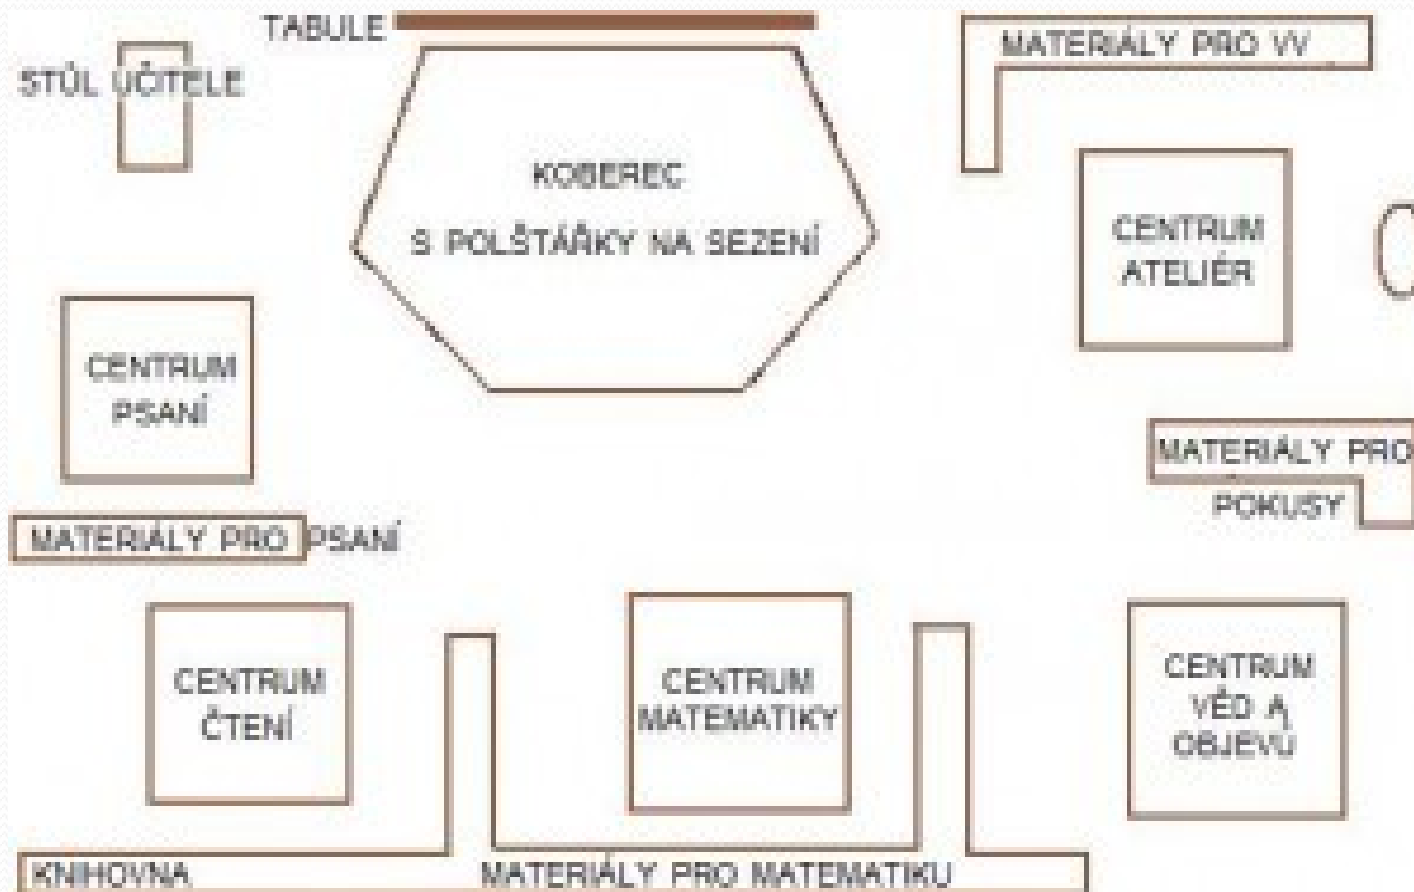 TABULE
MATERIÁLY PRO VV
STŮL UČITELE
KOBEREC
S POLŠTÁŘKY NA SEZENÍ
CENTRUM
ATELIÉR
CENTRUM
PSANÍ
MATERIÁLY PRO
POKUSY
MATERIÁLY PRO PSANÍ
CENTRUM
ČTENÍ
CENTRUM
MATEMATIKY
CENTRUM
VĚD A
OBJEVŮ
KNIHOVNA
MATERIÁLY PRO MATEMATIKU